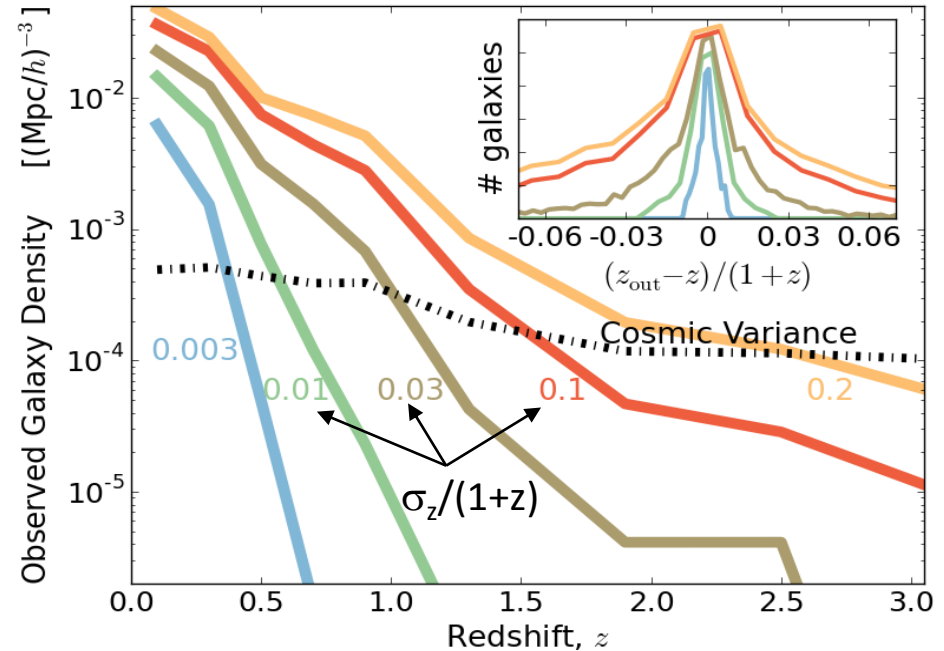 Observed Galaxy Density [(Mpc/h)⁻³]
10⁻²
10⁻³
10⁻⁴
10⁻⁵
# galaxies
-0.06 -0.03 0 0.03 0.06
(z_out−z)/(1+z)
Cosmic Variance
0.003
0.01
0.03
0.1
0.2
σ_z/(1+z)
0.0 0.5 1.0 1.5 2.0 2.5 3.0
Redshift, z